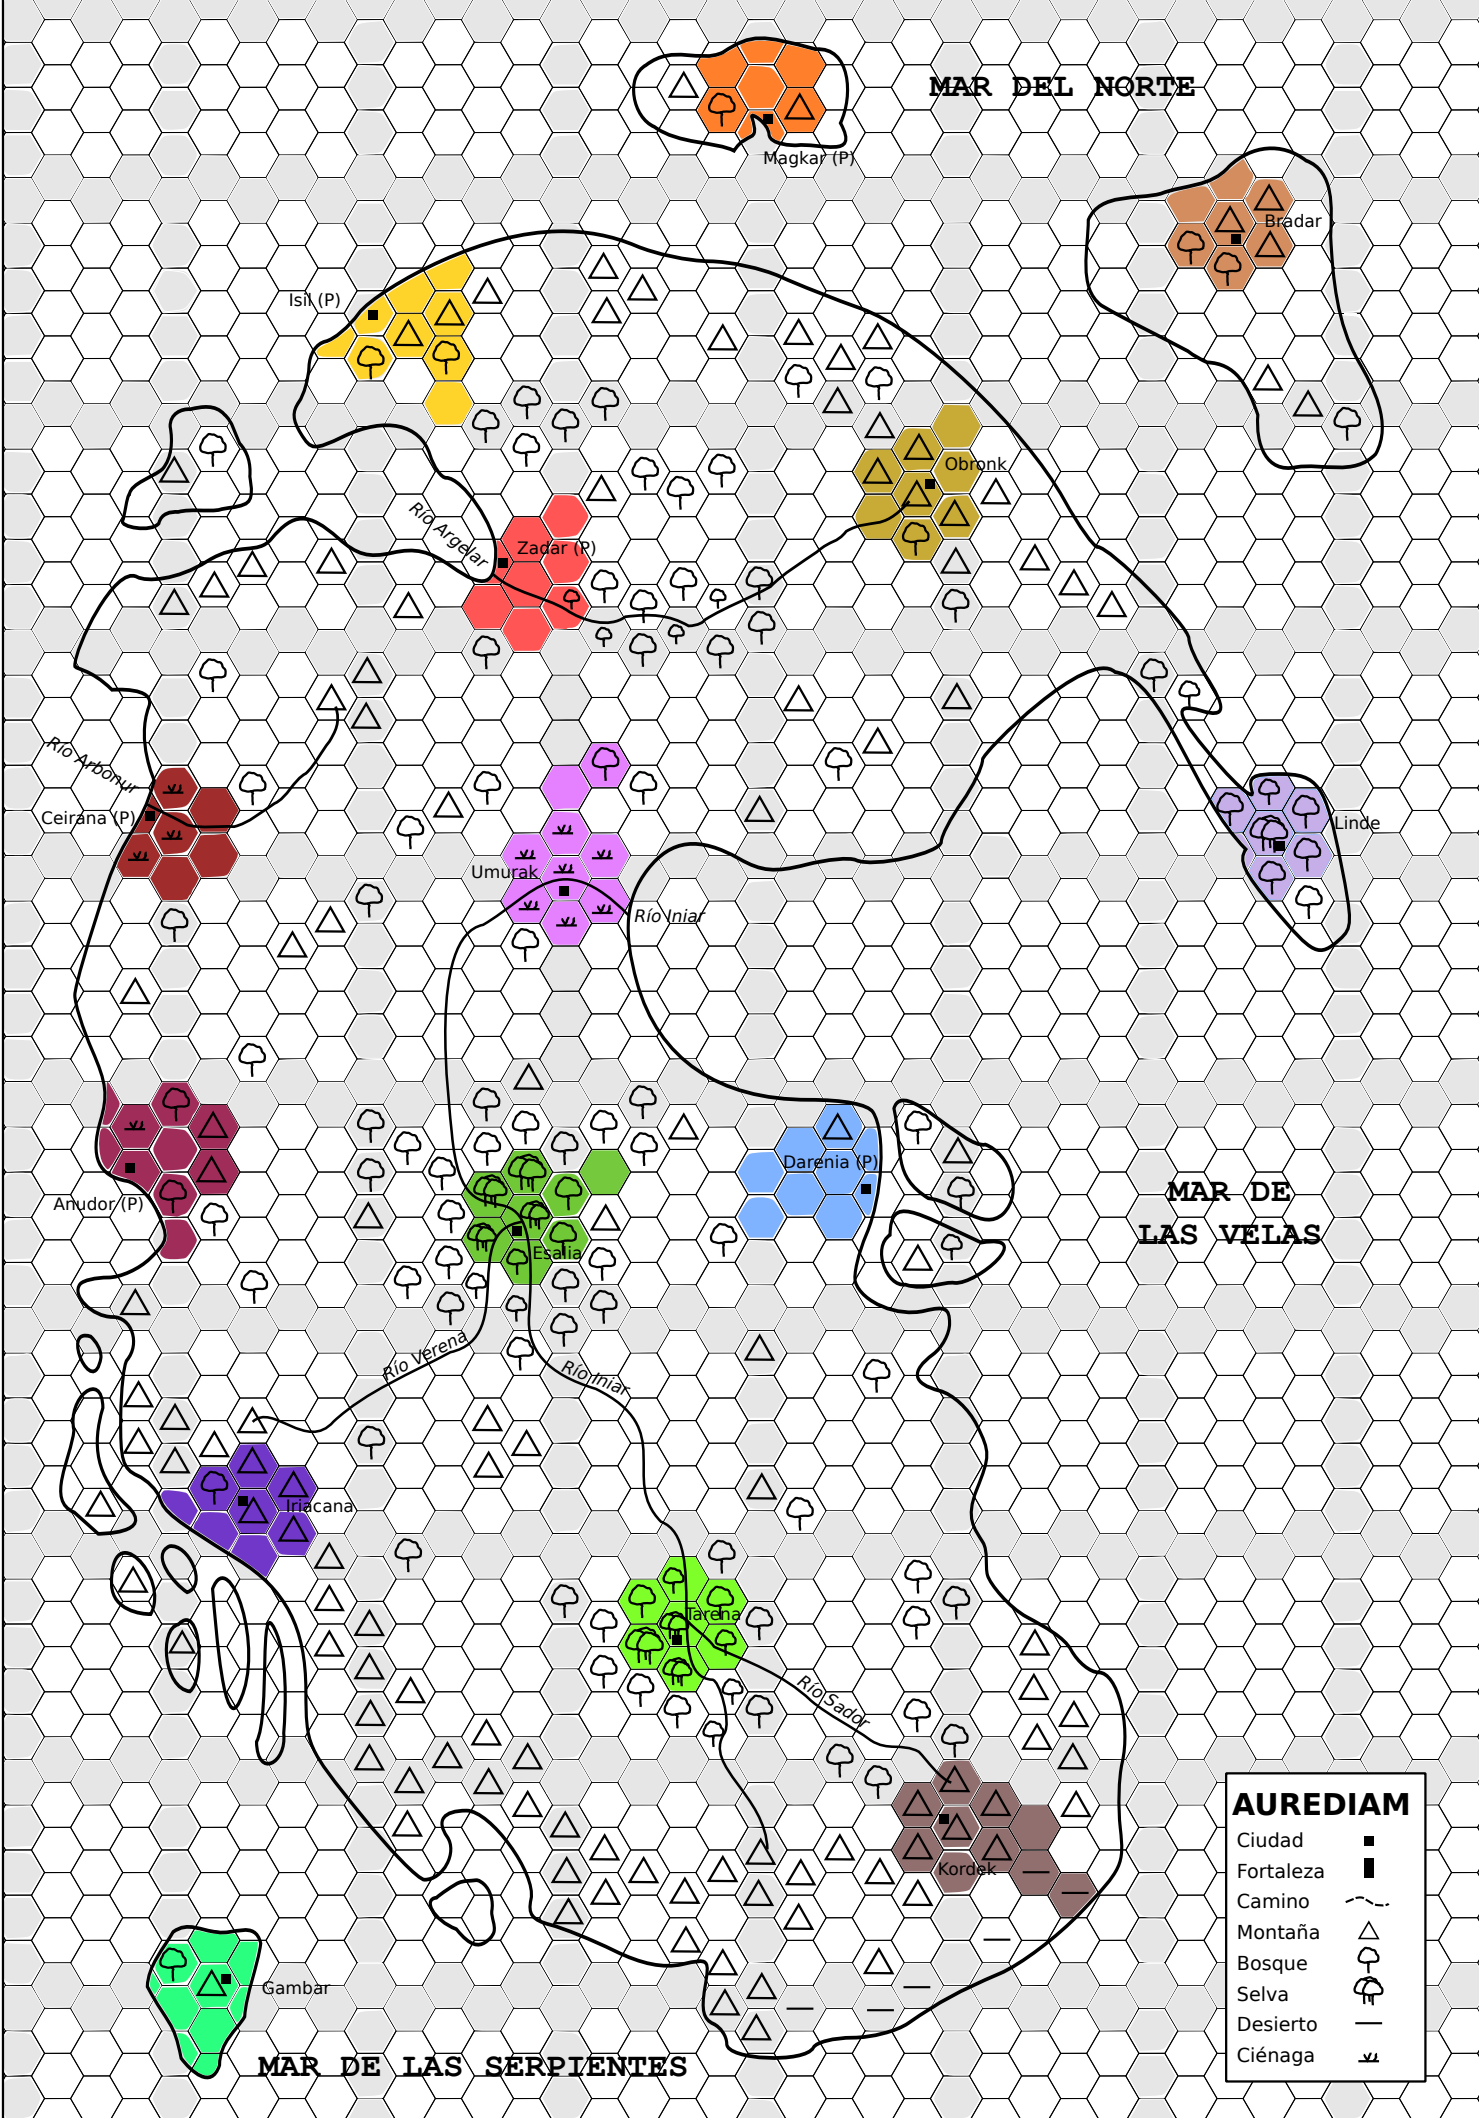 MAR DEL NORTE
Magkar (P)
Bradar
Isil (P)
Obronk
Río Argelar
Zadar (P)
Río Arbonur
Ceirana (P)
Linde
Umurak
Río Iniar
Darenia (P)
MAR DE
LAS VELAS
Anudor (P)
Esalia
Río Verena
Río Iniar
Iriacana
Tarena
Río Sador
Kordek
AUREDIAM
Ciudad
Fortaleza
Camino
Montaña
Bosque
Selva
Desierto
Ciénaga
Gambar
MAR DE LAS SERPIENTES